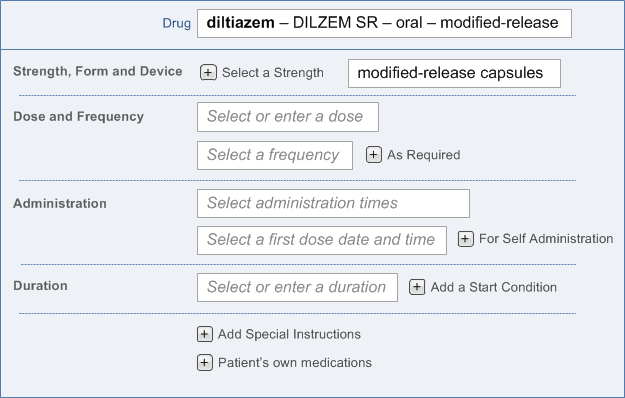 Drug diltiazem – DILZEM SR – oral – modified-release
Strength, Form and Device + Select a Strength modified-release capsules
Dose and Frequency Select or enter a dose
Select a frequency + As Required
Administration Select administration times
Select a first dose date and time + For Self Administration
Duration Select or enter a duration + Add a Start Condition
+ Add Special Instructions
+ Patient’s own medications